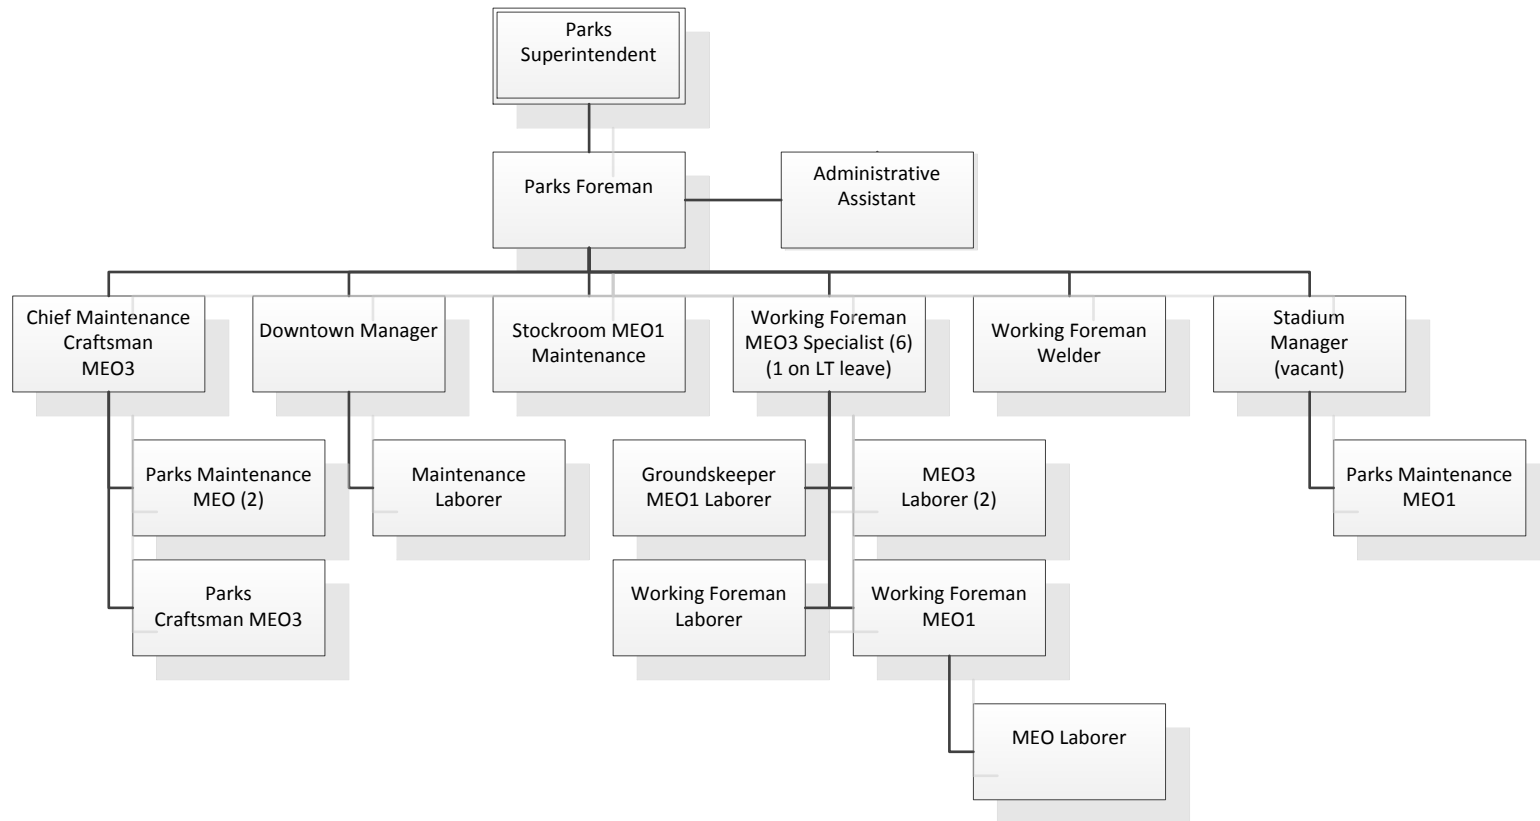 Parks
Superintendent
Parks Foreman
Administrative
Assistant
Chief Maintenance
Craftsman
MEO3
Downtown Manager
Stockroom MEO1
Maintenance
Working Foreman
MEO3 Specialist (6)
(1 on LT leave)
Working Foreman
Welder
Stadium
Manager
(vacant)
Parks Maintenance
MEO (2)
Maintenance
Laborer
Groundskeeper
MEO1 Laborer
MEO3
Laborer (2)
Parks Maintenance
MEO1
Parks
Craftsman MEO3
Working Foreman
Laborer
Working Foreman
MEO1
MEO Laborer